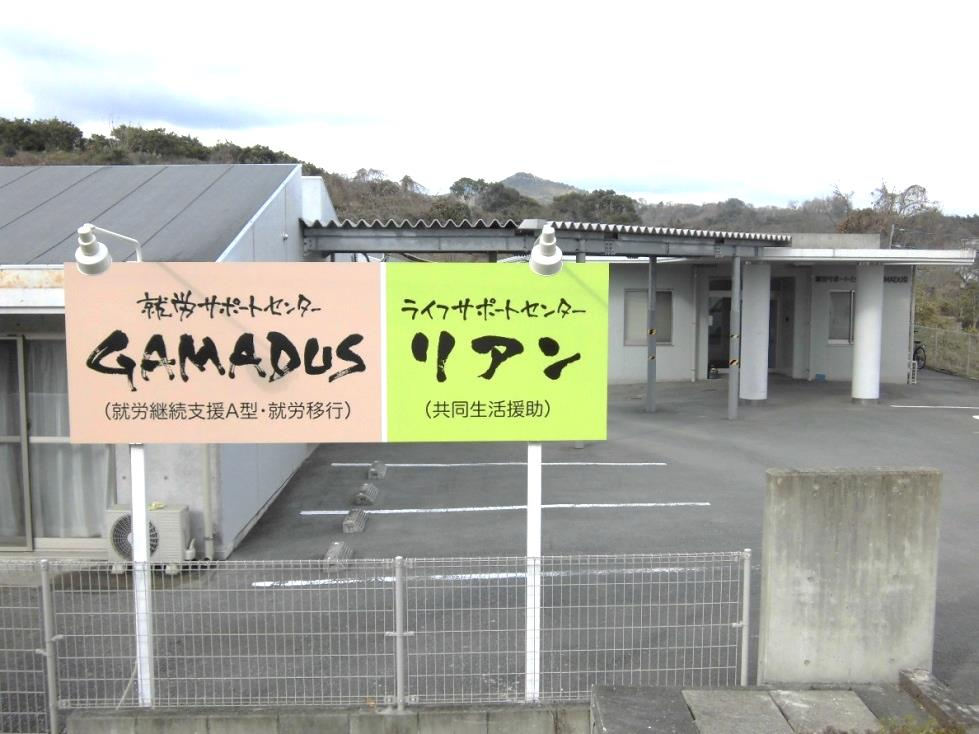 就労サポートセンター
GAMADUS
（就労継続支援A型・就労移行）
ライフサポートセンター
リアン
（共同生活援助）